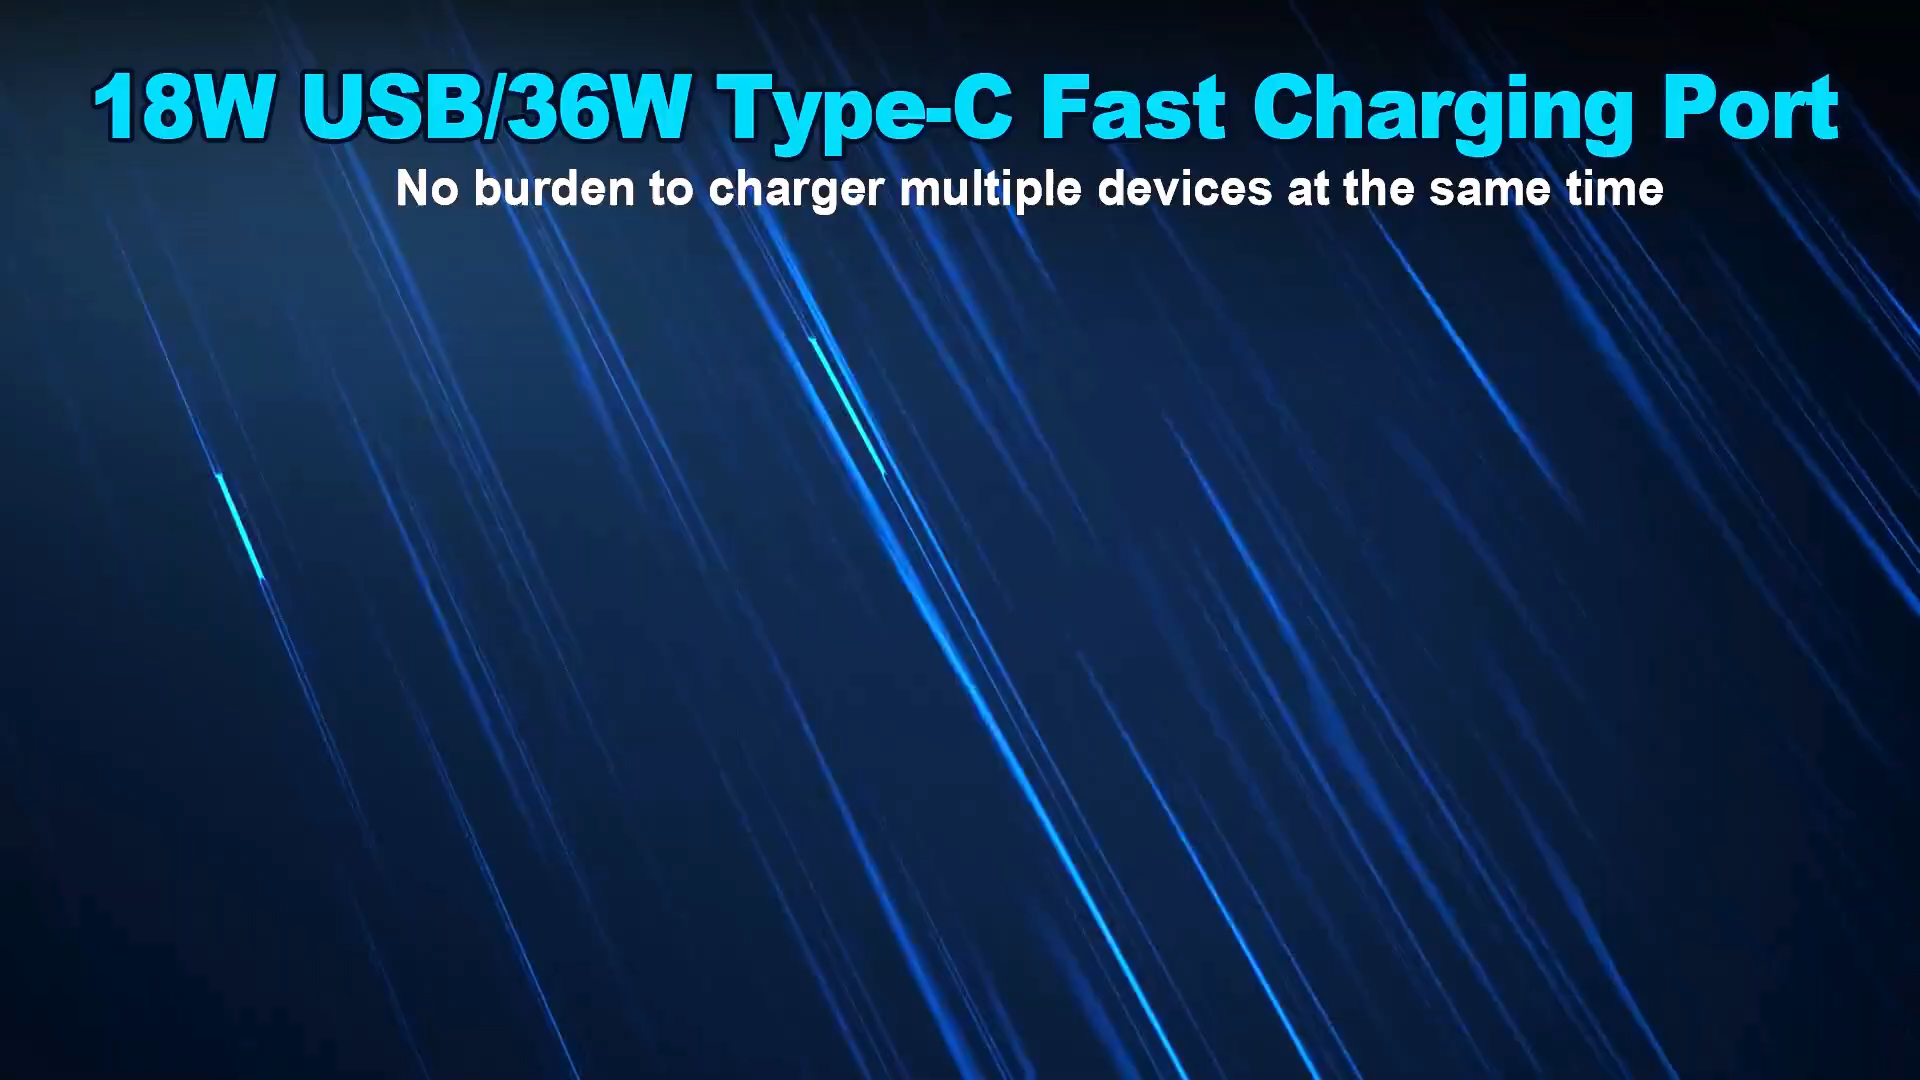 18W USB/36W Type-C Fast Charging Port
No burden to charger multiple devices at the same time